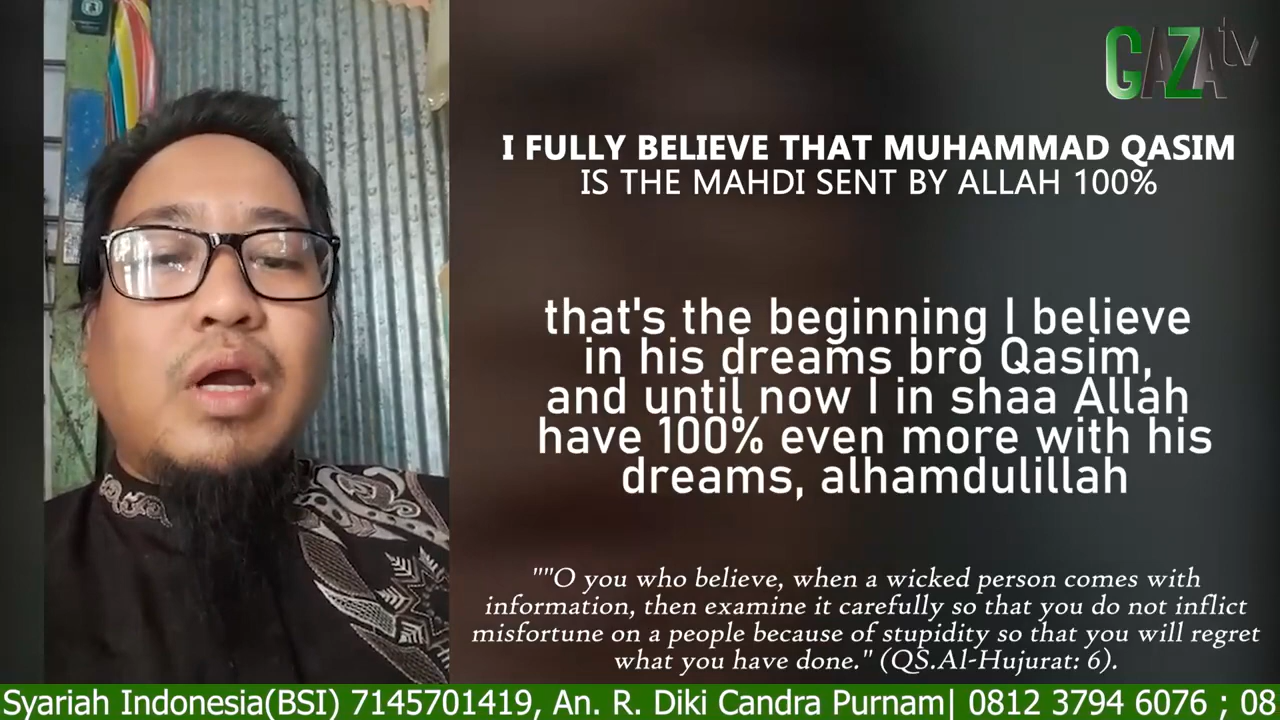 GAZAtv
I FULLY BELIEVE THAT MUHAMMAD QASIM
IS THE MAHDI SENT BY ALLAH 100%
that's the beginning I believe
in his dreams bro Qasim,
and until now I in shaa Allah
have 100% even more with his
dreams, alhamdulillah
""O you who believe, when a wicked person comes with
information, then examine it carefully so that you do not inflict
misfortune on a people because of stupidity so that you will regret
what you have done." (QS.Al-Hujurat: 6).
Syariah Indonesia(BSI) 7145701419, An. R. Diki Candra Purnam| 0812 3794 6076 ; 08